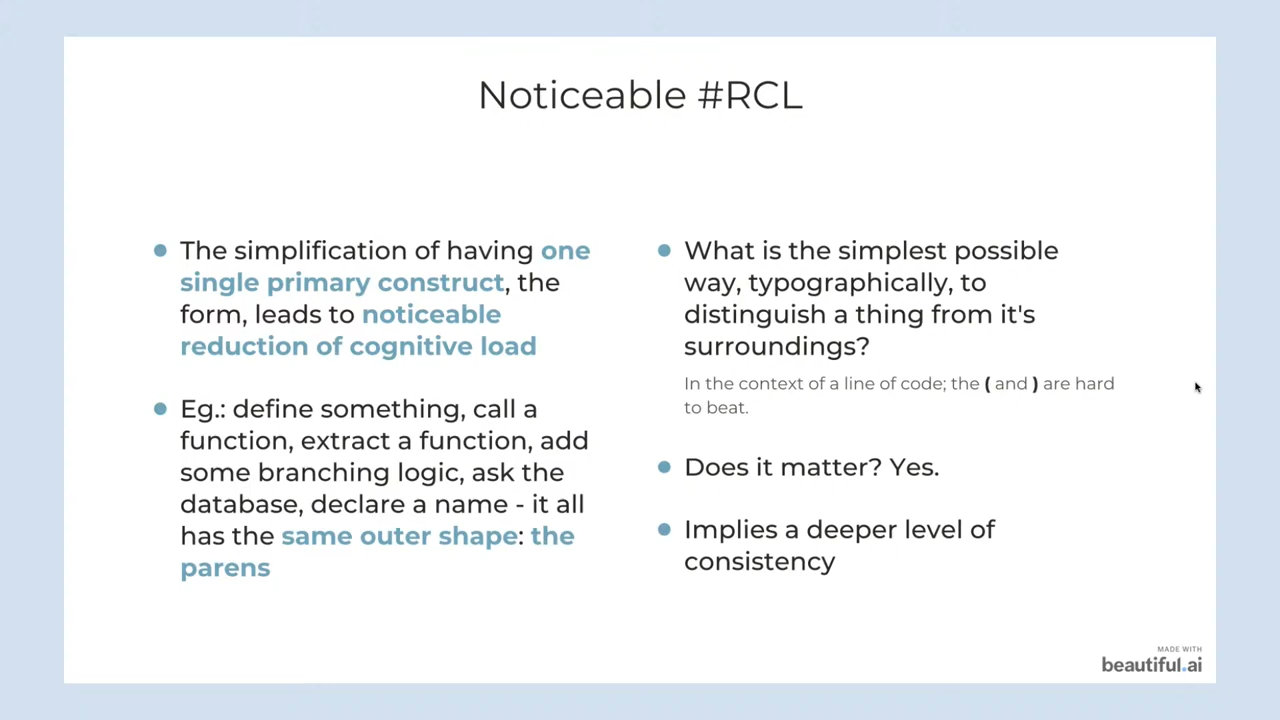 Noticeable #RCL
The simplification of having one
single primary construct, the
form, leads to noticeable
reduction of cognitive load
Eg.: define something, call a
function, extract a function, add
some branching logic, ask the
database, declare a name - it all
has the same outer shape: the
parens
What is the simplest possible
way, typographically, to
distinguish a thing from it's
surroundings?
In the context of a line of code; the ( and ) are hard
to beat.
Does it matter? Yes.
Implies a deeper level of
consistency
MADE WITH
beautiful.ai